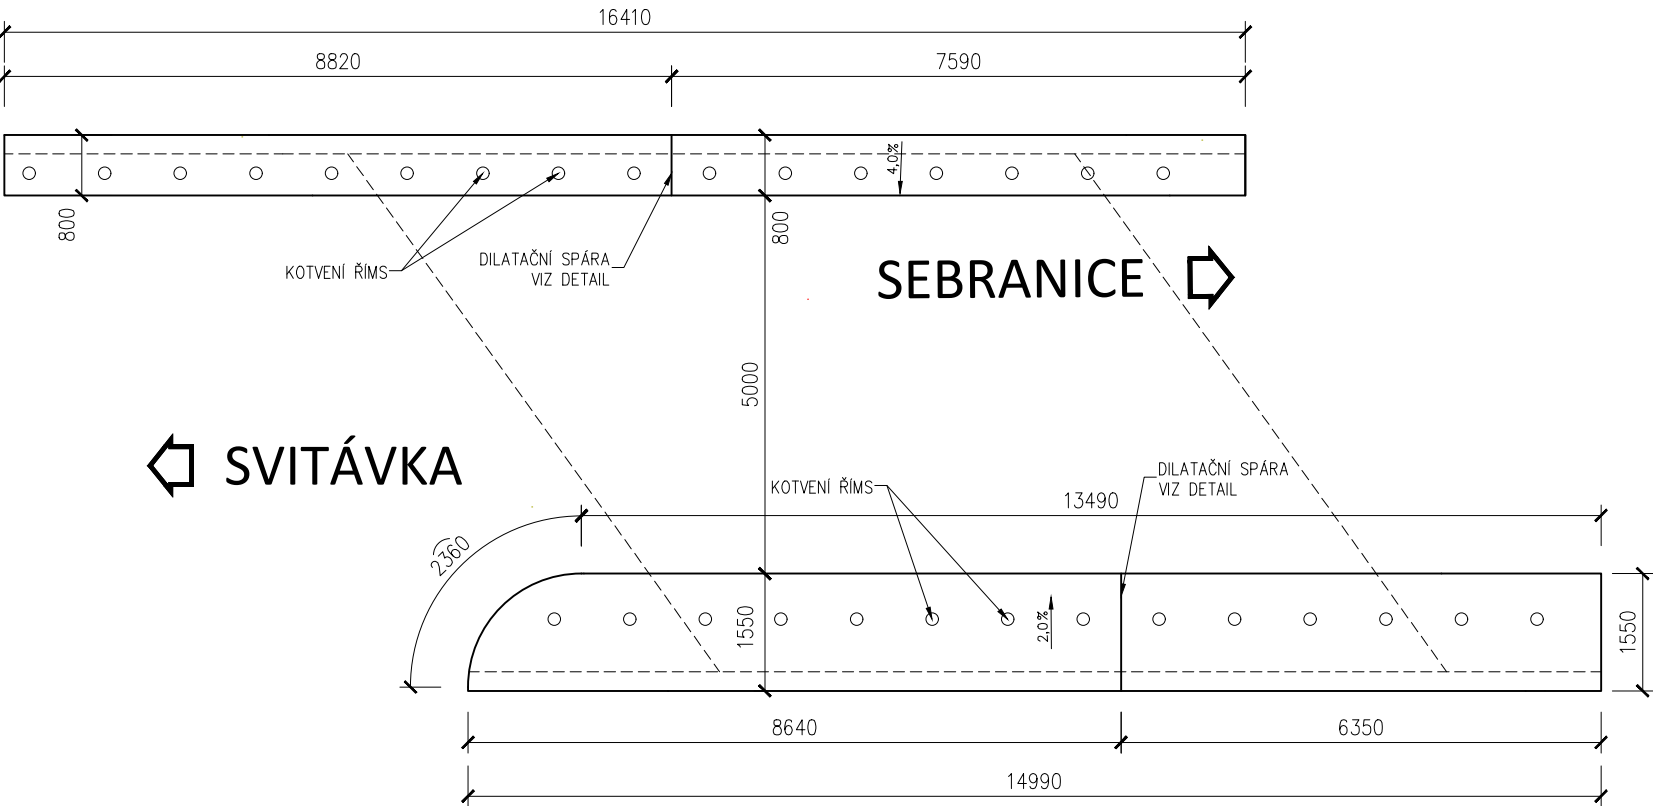 16410
8820
7590
4,0%
800
800
KOTVENÍ ŘÍMS
DILATAČNÍ SPÁRA
VIZ DETAIL
SEBRANICE
5000
SVITÁVKA
KOTVENÍ ŘÍMS
DILATAČNÍ SPÁRA
VIZ DETAIL
13490
2360
1550
2,0%
1550
8640
6350
14990